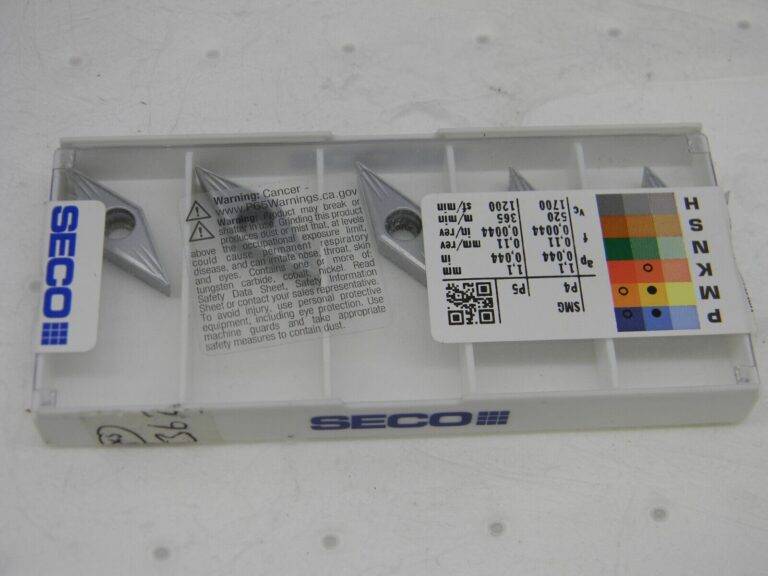 SECO
Warning: Cancer -
www.P65Warnings.ca.gov
Warning: Product may break or
shatter in use. Grinding this product
produces dust or mist that, at levels
above the occupational exposure limit,
could cause permanent respiratory
disease, and can irritate nose, throat, skin
and eyes. Contains one or more of:
tungsten carbide, cobalt, nickel. Read
Safety Data Sheet, Safety Information
Sheet or contact your sales representative.
To avoid injury, use personal protective
equipment, including eye protection. Use
machine guards and take appropriate
safety measures to contain dust.
P
M
K
N
S
H
SMG P4 P5
ap 1.1 1.1 mm
0.044 0.044 in
f 0.11 0.11 mm/rev
0.0044 0.0044 in/rev
vc 520 365 m/min
1700 1200 sf/min
SECO